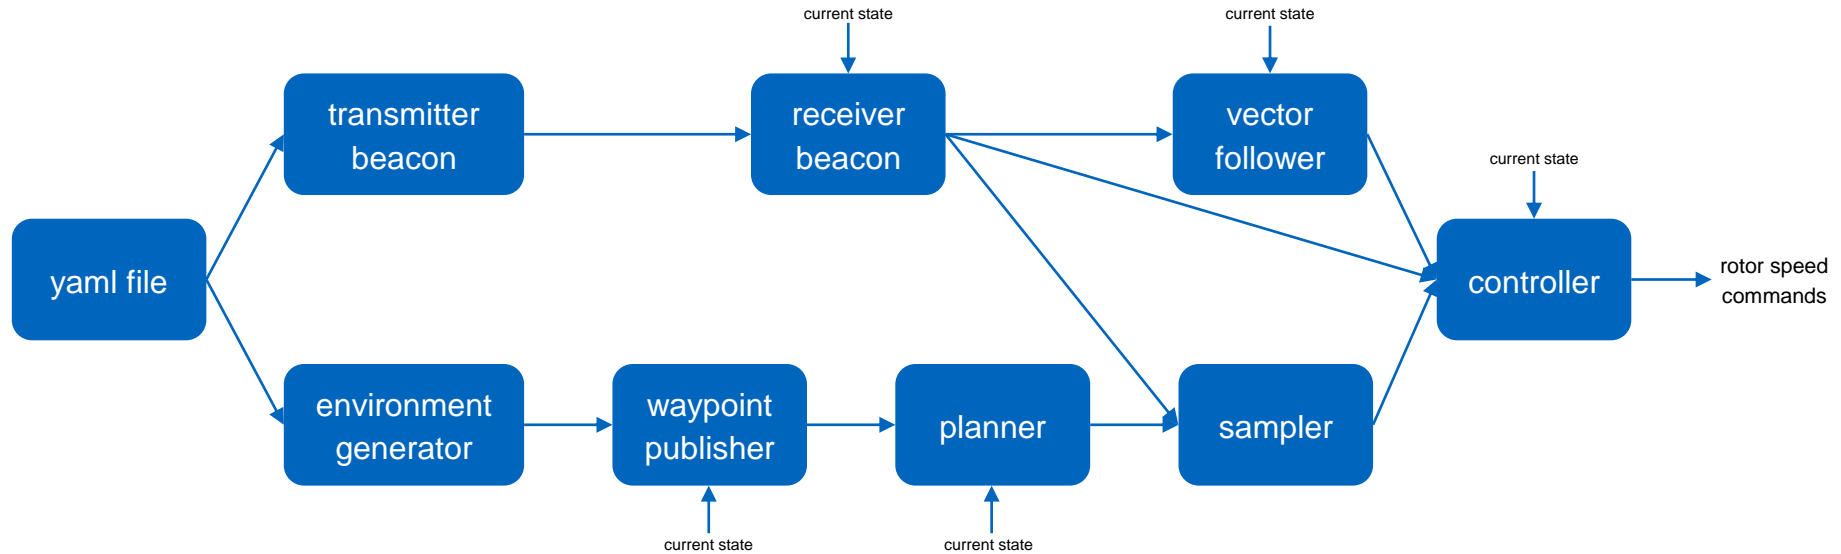 current state
current state
transmitter
beacon
receiver
beacon
vector
follower
current state
yaml file
controller
rotor speed
commands
environment
generator
waypoint
publisher
planner
sampler
current state
current state